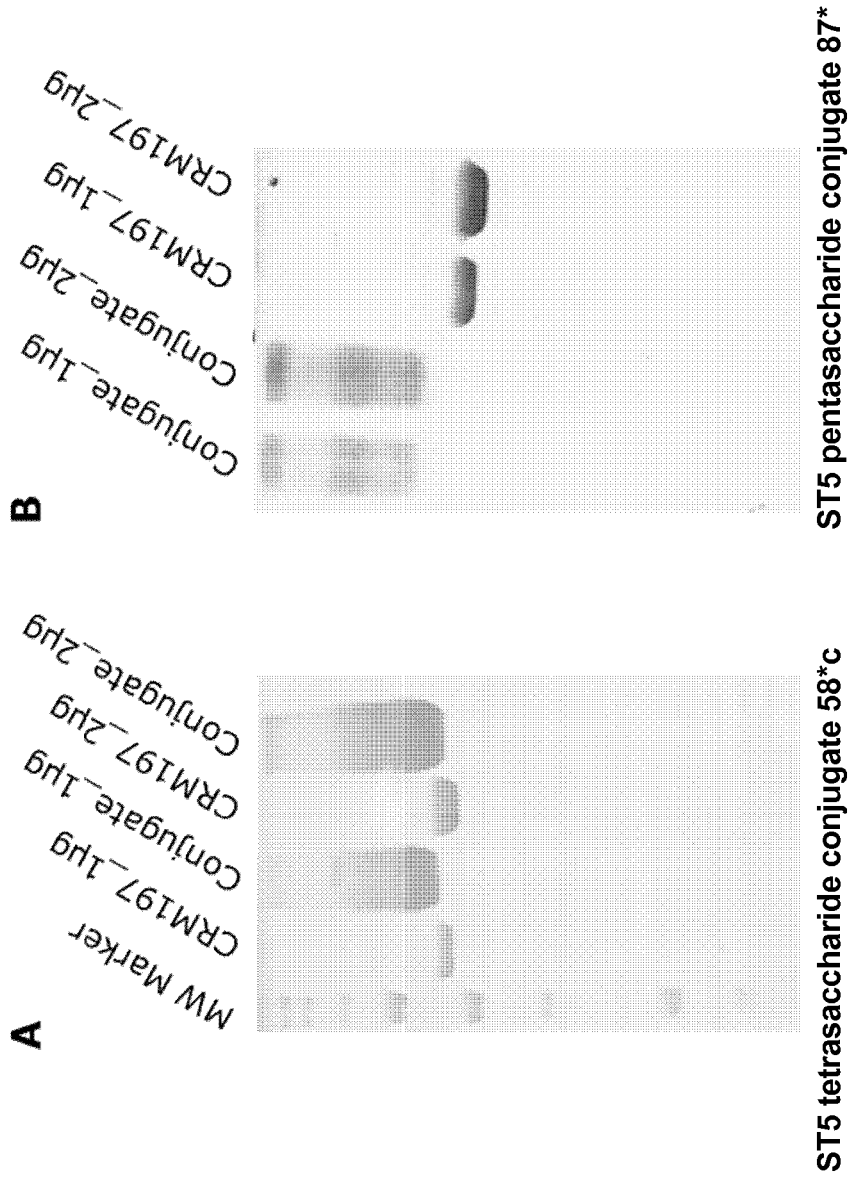 A
MW Marker
CRM197_1µg
Conjugate_1µg
CRM197_2µg
Conjugate_2µg
ST5 tetrasaccharide conjugate 58*c
B
Conjugate_1µg
Conjugate_2µg
CRM197_1µg
CRM197_2µg
ST5 pentasaccharide conjugate 87*